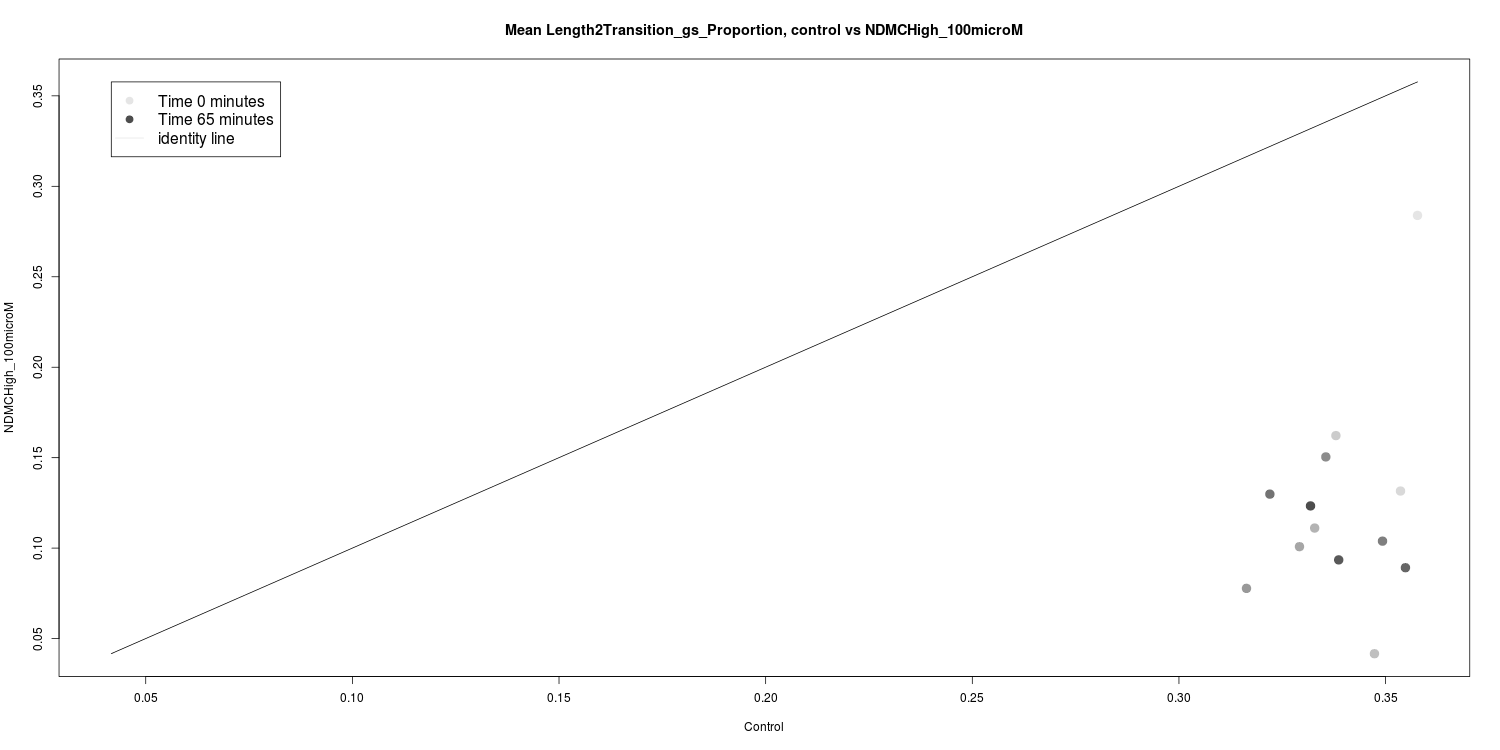 Mean Length2Transition_gs_Proportion, control vs NDMCHigh_100microM
Time 0 minutes
Time 65 minutes
identity line
NDMCHigh_100microM
0.35
0.30
0.25
0.20
0.15
0.10
0.05
0.05 0.10 0.15 0.20 0.25 0.30 0.35
Control